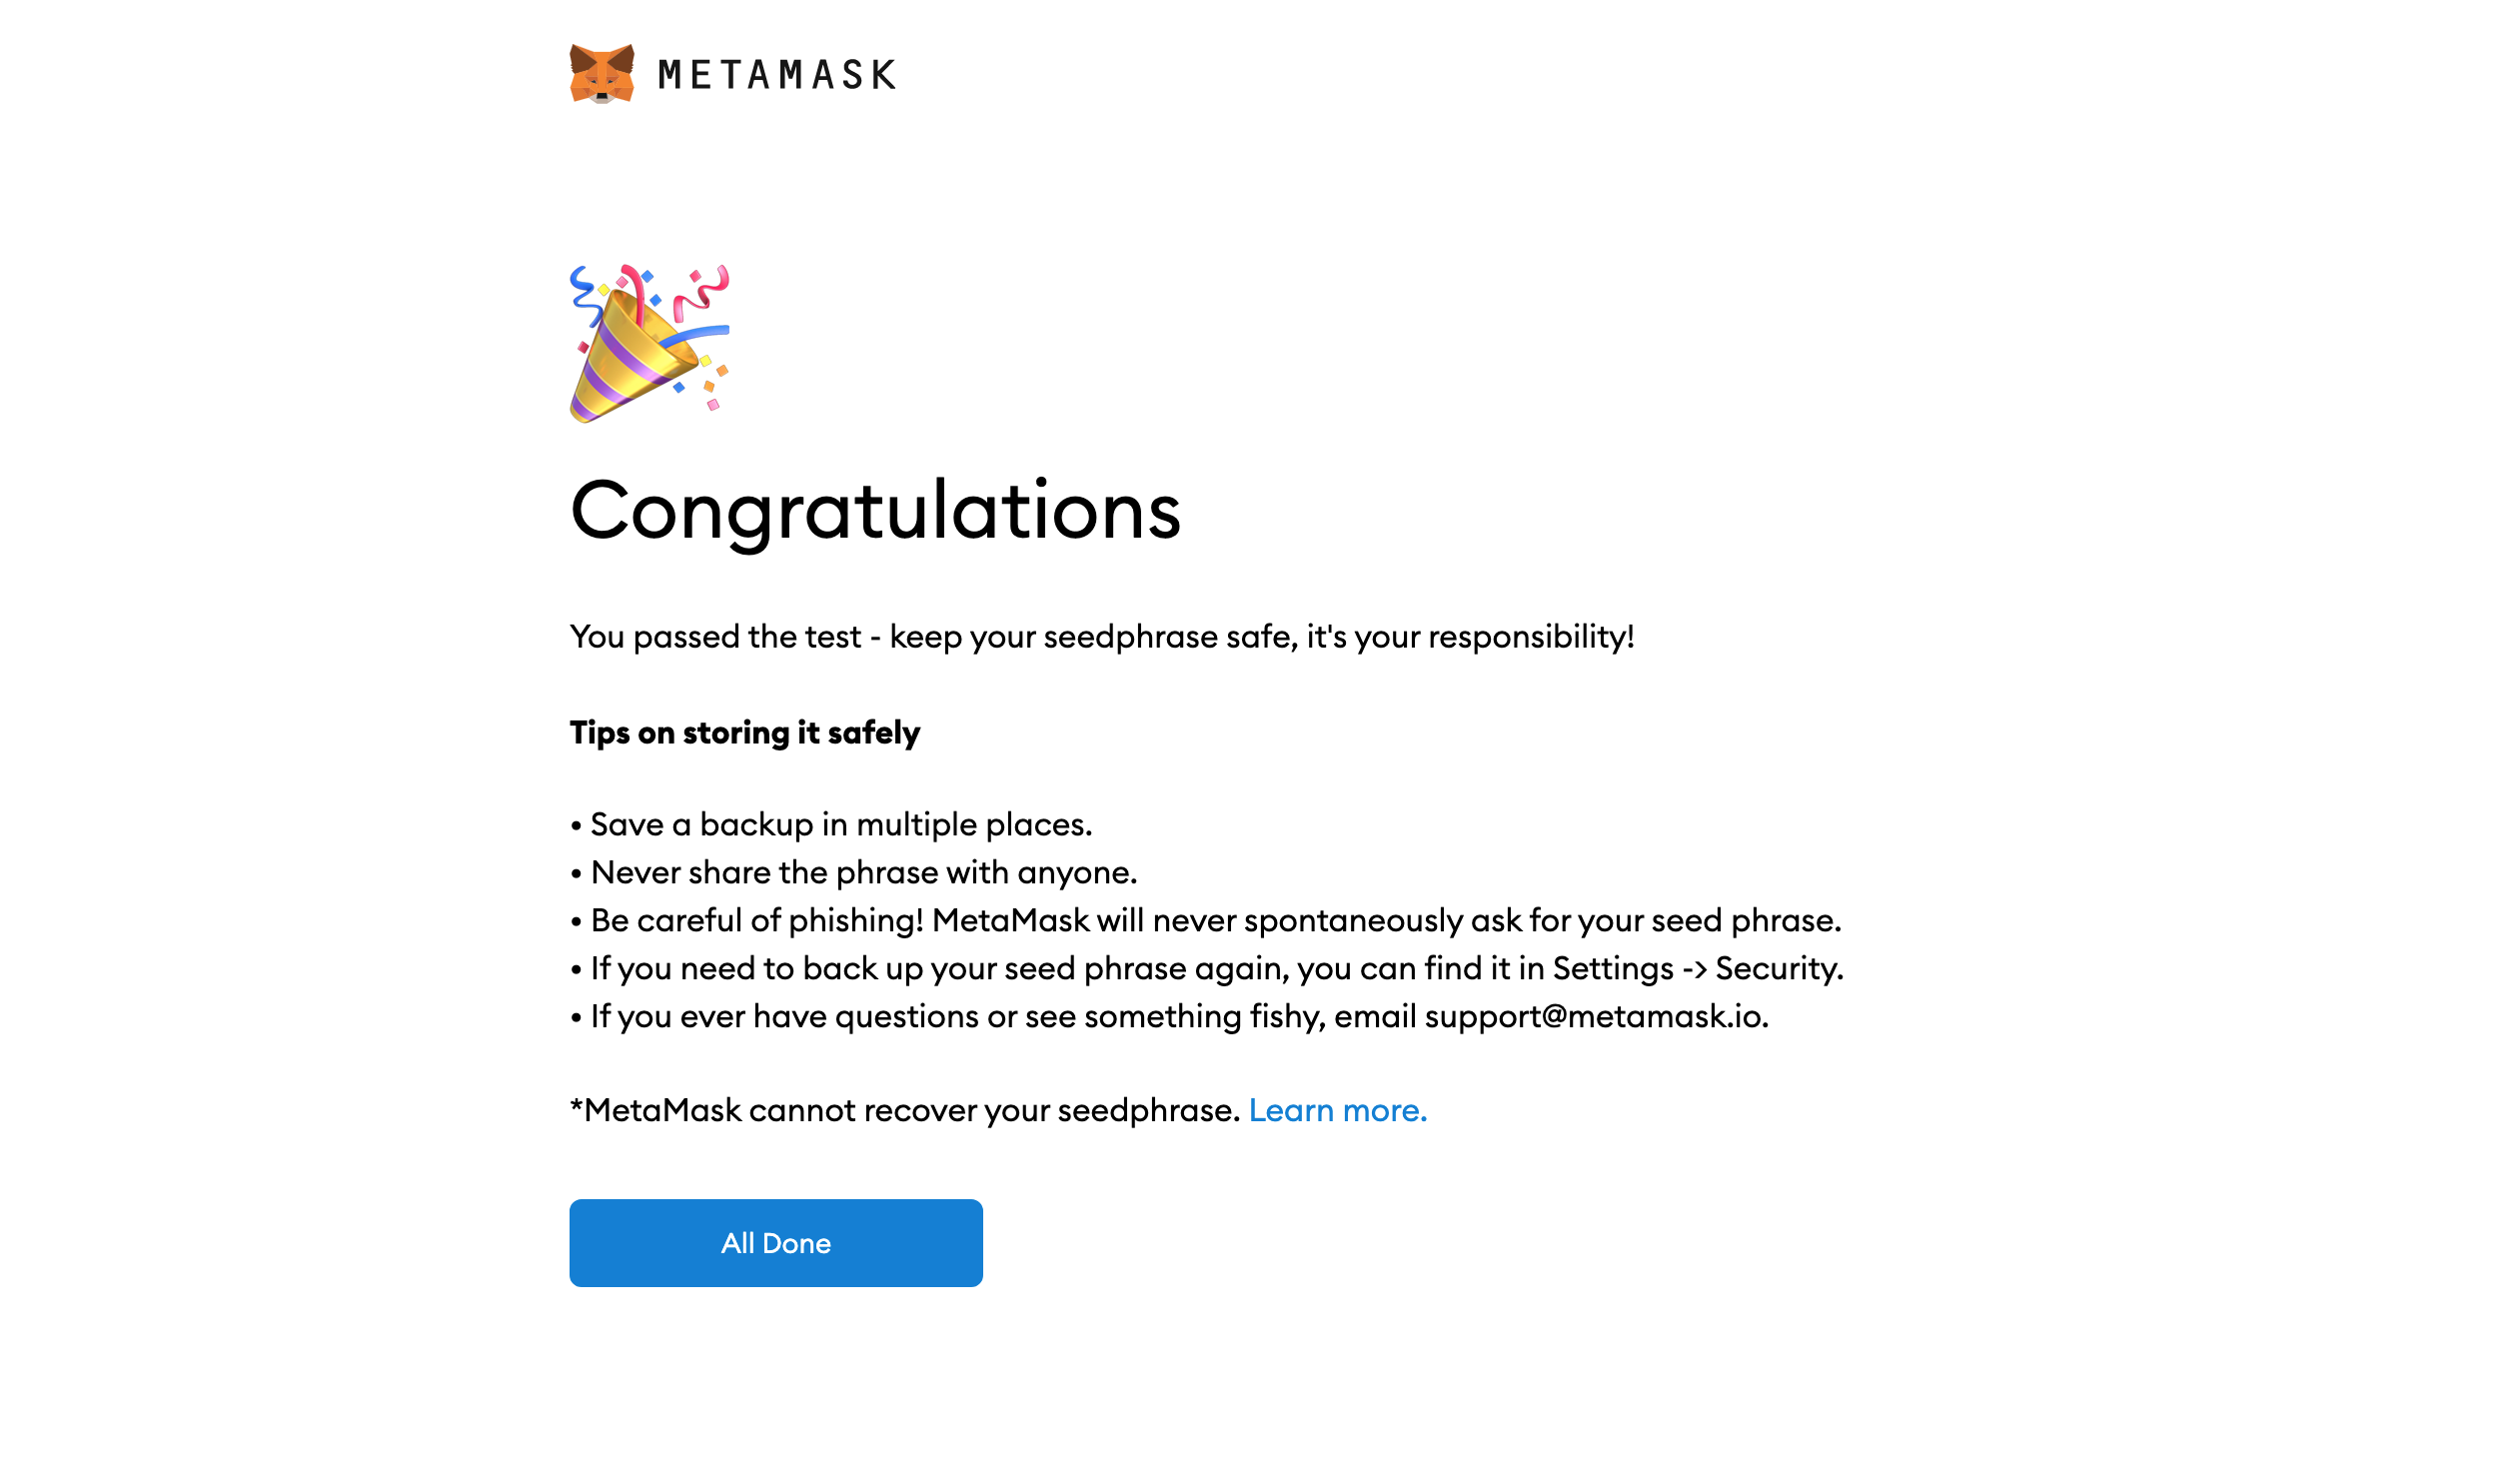 METAMASK
Congratulations
You passed the test - keep your seedphrase safe, it's your responsibility!
Tips on storing it safely
• Save a backup in multiple places.
• Never share the phrase with anyone.
• Be careful of phishing! MetaMask will never spontaneously ask for your seed phrase.
• If you need to back up your seed phrase again, you can find it in Settings -> Security.
• If you ever have questions or see something fishy, email support@metamask.io.
*MetaMask cannot recover your seedphrase. Learn more.
All Done